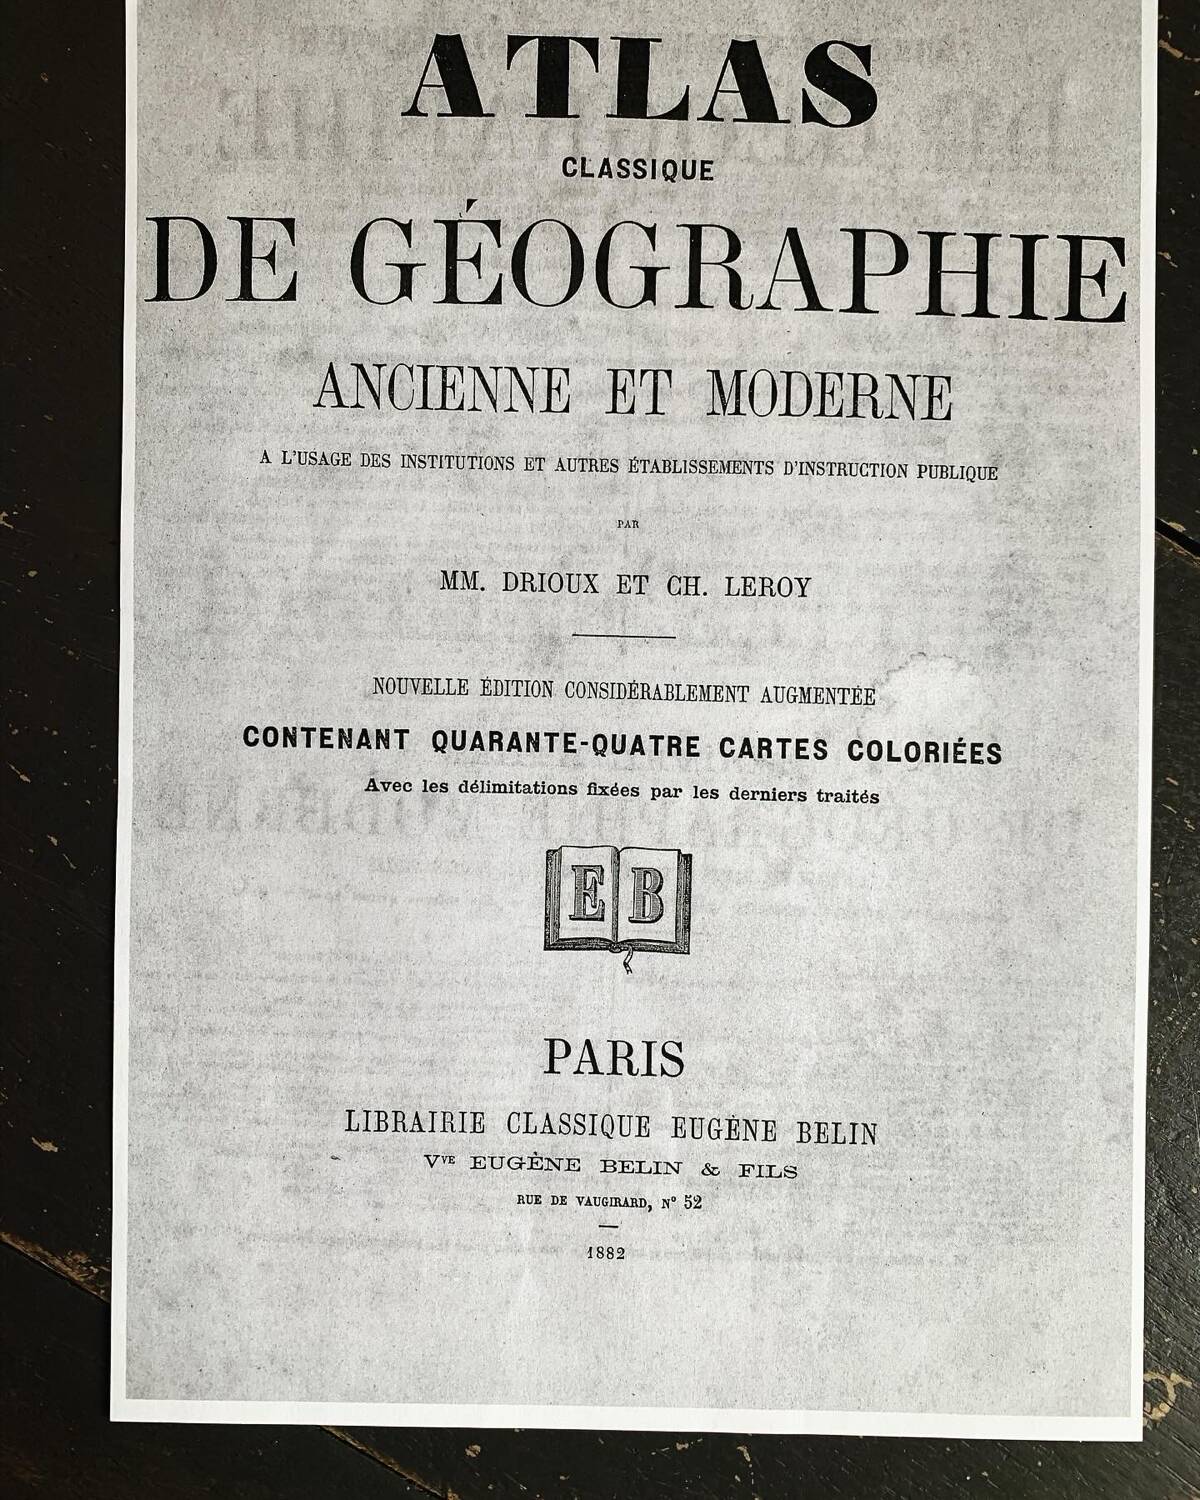 ATLAS
CLASSIQUE
DE GÉOGRAPHIE
ANCIENNE ET MODERNE
A L'USAGE DES INSTITUTIONS ET AUTRES ÉTABLISSEMENTS D'INSTRUCTION PUBLIQUE
PAR
MM. DRIOUX ET CH. LEROY
NOUVELLE ÉDITION CONSIDÉRABLEMENT AUGMENTÉE
CONTENANT QUARANTE-QUATRE CARTES COLORIÉES
Avec les délimitations fixées par les derniers traités
E B
PARIS
LIBRAIRIE CLASSIQUE EUGÈNE BELIN
Vve EUGÈNE BELIN & FILS
RUE DE VAUGIRARD, N° 52
1882